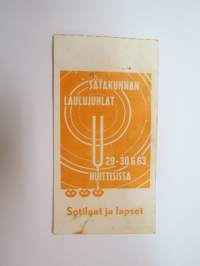 SATAKUNNAN
LAULUJUHLAT
29-30.6.63
HUITTISISSA
Sotilaat ja lapset